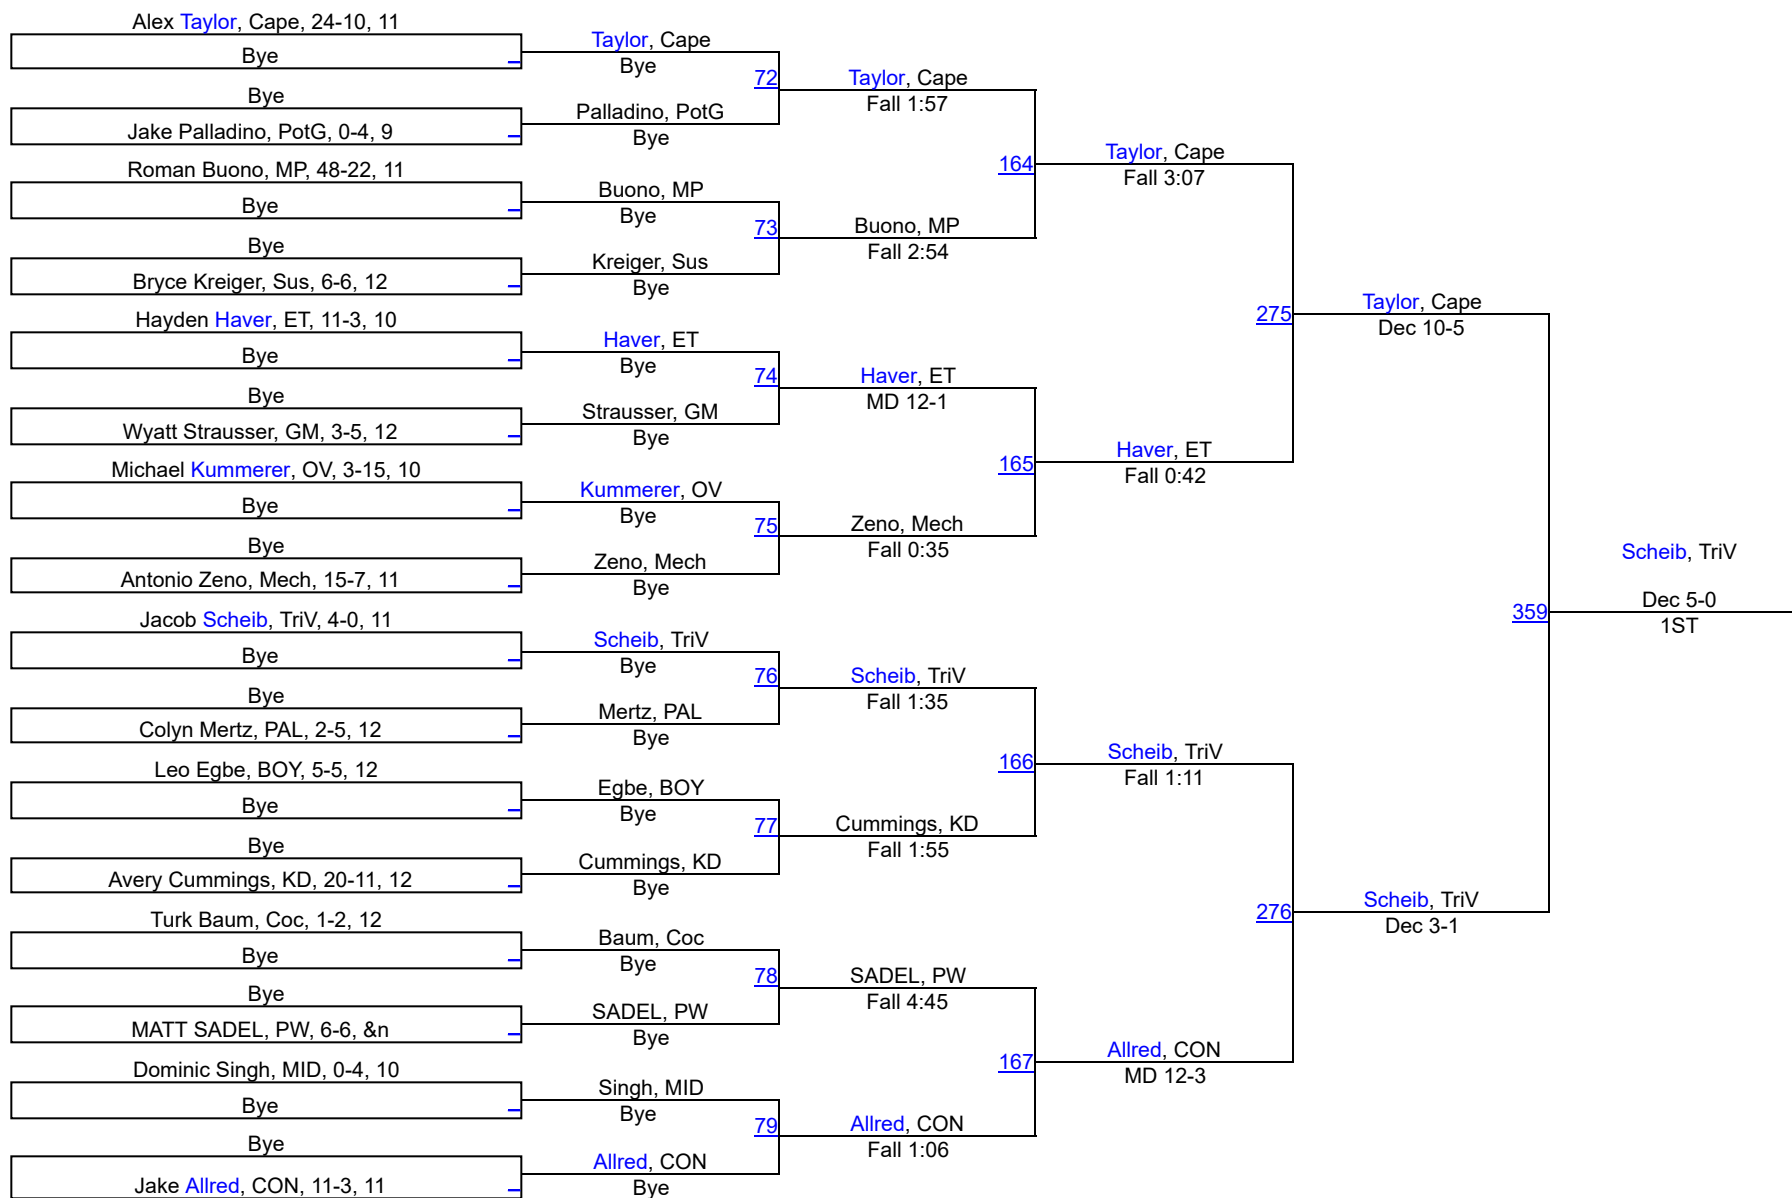 Alex Taylor, Cape, 24-10, 11
Bye
Bye
Jake Palladino, PotG, 0-4, 9
Roman Buono, MP, 48-22, 11
Bye
Bye
Bryce Kreiger, Sus, 6-6, 12
Hayden Haver, ET, 11-3, 10
Bye
Bye
Wyatt Strausser, GM, 3-5, 12
Michael Kummerer, OV, 3-15, 10
Bye
Bye
Antonio Zeno, Mech, 15-7, 11
Jacob Scheib, TriV, 4-0, 11
Bye
Bye
Colyn Mertz, PAL, 2-5, 12
Leo Egbe, BOY, 5-5, 12
Bye
Bye
Avery Cummings, KD, 20-11, 12
Turk Baum, Coc, 1-2, 12
Bye
Bye
MATT SADEL, PW, 6-6, &n
Dominic Singh, MID, 0-4, 10
Bye
Bye
Jake Allred, CON, 11-3, 11
Taylor, Cape
Bye
72
Palladino, PotG
Bye
Buono, MP
Bye
73
Kreiger, Sus
Bye
Haver, ET
Bye
74
Strausser, GM
Bye
Kummerer, OV
Bye
75
Zeno, Mech
Bye
Scheib, TriV
Bye
76
Mertz, PAL
Bye
Egbe, BOY
Bye
77
Cummings, KD
Bye
Baum, Coc
Bye
78
SADEL, PW
Bye
Singh, MID
Bye
79
Allred, CON
Bye
Taylor, Cape
Fall 1:57
164
Buono, MP
Fall 2:54
Haver, ET
MD 12-1
165
Zeno, Mech
Fall 0:35
Scheib, TriV
Fall 1:35
166
Cummings, KD
Fall 1:55
SADEL, PW
Fall 4:45
167
Allred, CON
Fall 1:06
Taylor, Cape
Fall 3:07
275
Haver, ET
Fall 0:42
Scheib, TriV
Fall 1:11
276
Allred, CON
MD 12-3
Taylor, Cape
Dec 10-5
359
Scheib, TriV
Dec 3-1
Scheib, TriV
Dec 5-0
1ST